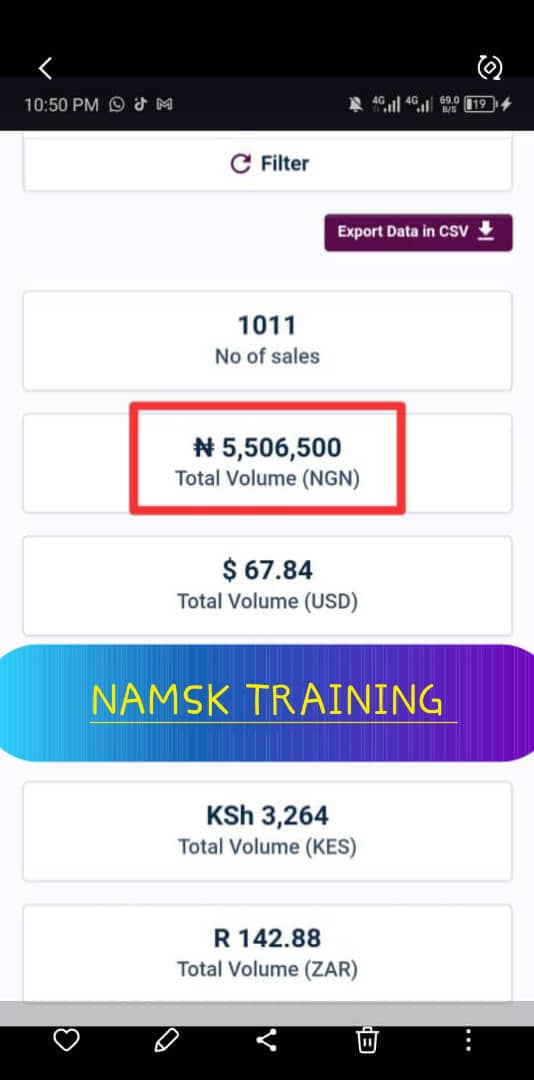 10:50 PM
4G 4G 69.0 B/S 19
Filter
Export Data in CSV
1011
No of sales
₦ 5,506,500
Total Volume (NGN)
$ 67.84
Total Volume (USD)
NAMSK TRAINING
KSh 3,264
Total Volume (KES)
R 142.88
Total Volume (ZAR)